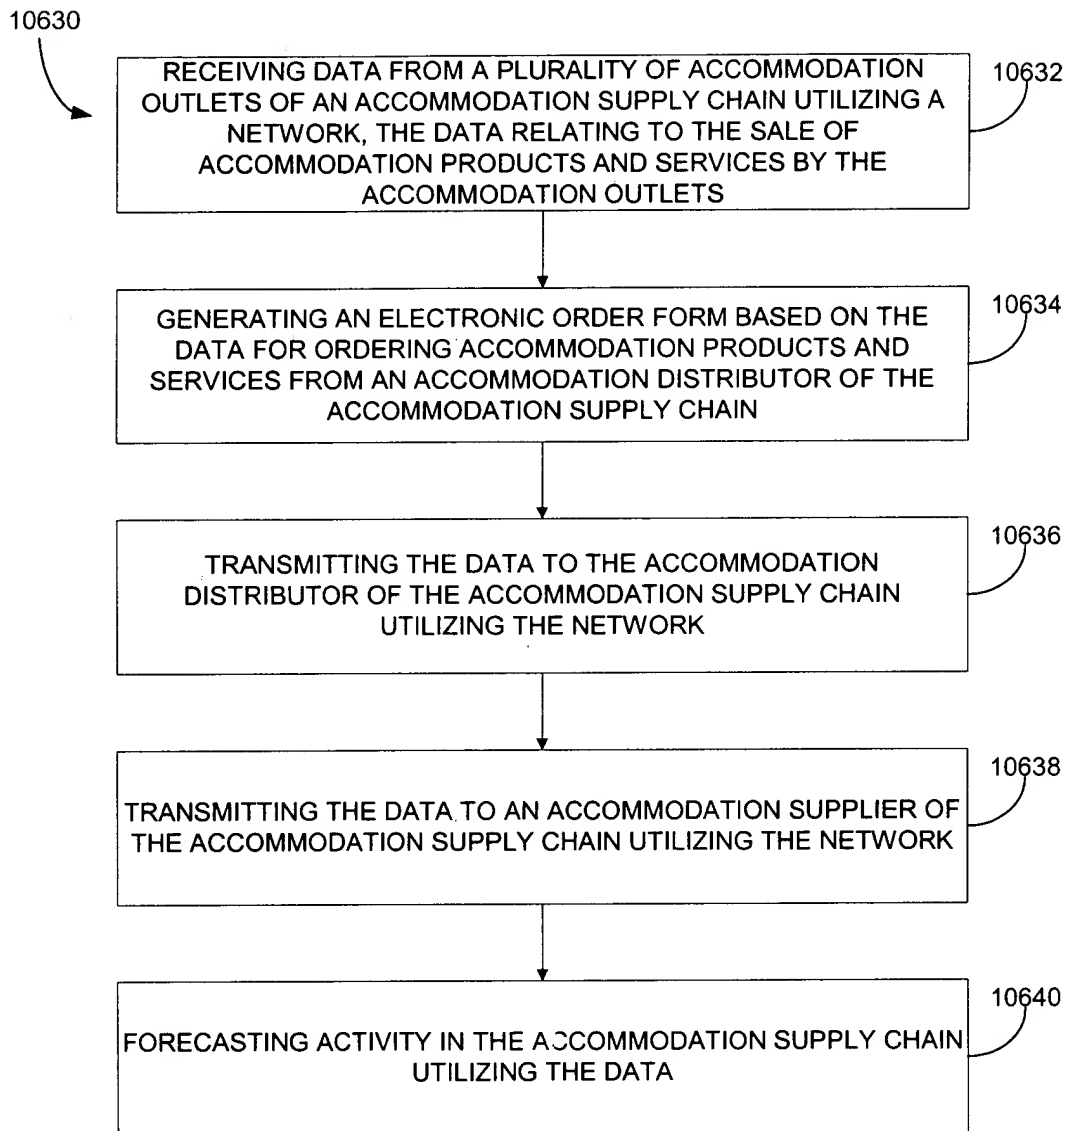 10630
RECEIVING DATA FROM A PLURALITY OF ACCOMMODATION
OUTLETS OF AN ACCOMMODATION SUPPLY CHAIN UTILIZING A
NETWORK, THE DATA RELATING TO THE SALE OF
ACCOMMODATION PRODUCTS AND SERVICES BY THE
ACCOMMODATION OUTLETS
10632
GENERATING AN ELECTRONIC ORDER FORM BASED ON THE
DATA FOR ORDERING ACCOMMODATION PRODUCTS AND
SERVICES FROM AN ACCOMMODATION DISTRIBUTOR OF THE
ACCOMMODATION SUPPLY CHAIN
10634
TRANSMITTING THE DATA TO THE ACCOMMODATION
DISTRIBUTOR OF THE ACCOMMODATION SUPPLY CHAIN
UTILIZING THE NETWORK
10636
TRANSMITTING THE DATA TO AN ACCOMMODATION SUPPLIER OF
THE ACCOMMODATION SUPPLY CHAIN UTILIZING THE NETWORK
10638
FORECASTING ACTIVITY IN THE ACCOMMODATION SUPPLY CHAIN
UTILIZING THE DATA
10640